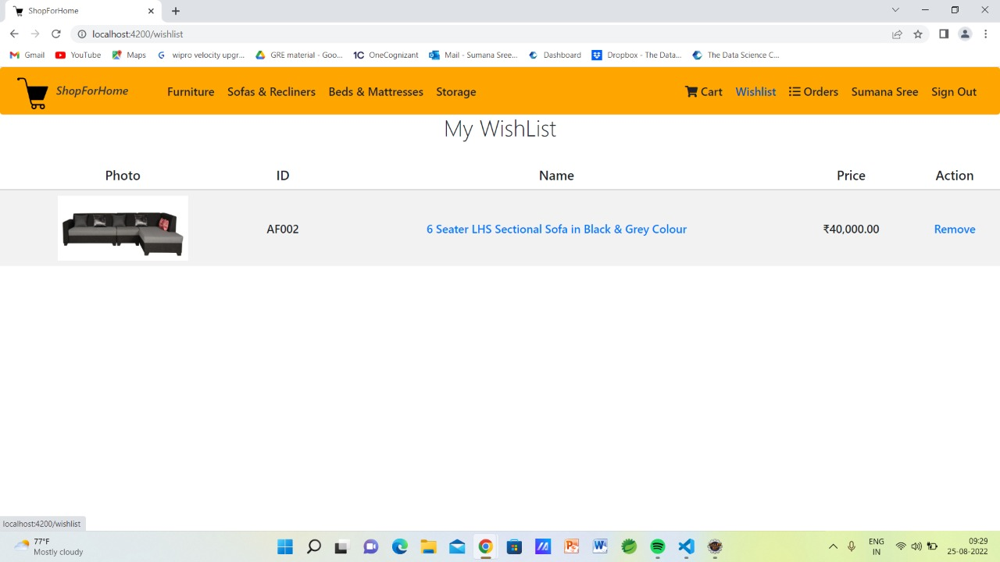 ShopForHome
localhost:4200/wishlist
Gmail YouTube Maps wipro velocity upgr... GRE material - Goo... OneCognizant Mail - Sumana Sree... Dashboard Dropbox - The Data... The Data Science C...
ShopForHome Furniture Sofas & Recliners Beds & Mattresses Storage Cart Wishlist Orders Sumana Sree Sign Out
My WishList
Photo ID Name Price Action
AF002 6 Seater LHS Sectional Sofa in Black & Grey Colour ₹40,000.00 Remove
localhost:4200/wishlist
77°F
Mostly cloudy
ENG
IN
09:29
25-08-2022